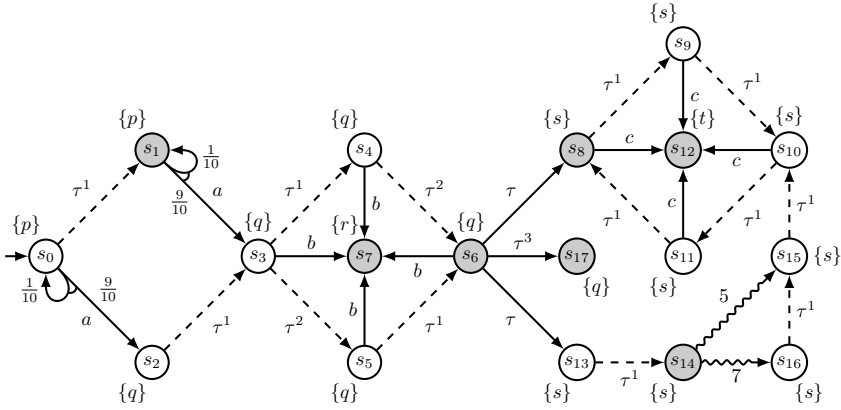 {s}
s₉
τ¹ τ¹
{p} {q} {s} c {t} {s}
s₁ 1/10 s₄ s₈ c s₁₂ c s₁₀
τ¹ 9/10 a τ¹ b τ² τ c τ¹ τ¹ τ¹
{p} {q} {r} {q}
s₀ s₃ b s₇ b s₆ τ³ s₁₇ s₁₁ s₁₅ {s}
{q} {s}
1/10 9/10 a τ¹ τ² b τ¹ τ 5 τ¹
s₂ s₅ s₁₃ τ¹ s₁₄ 7 s₁₆
{q} {q} {s} {s} {s}